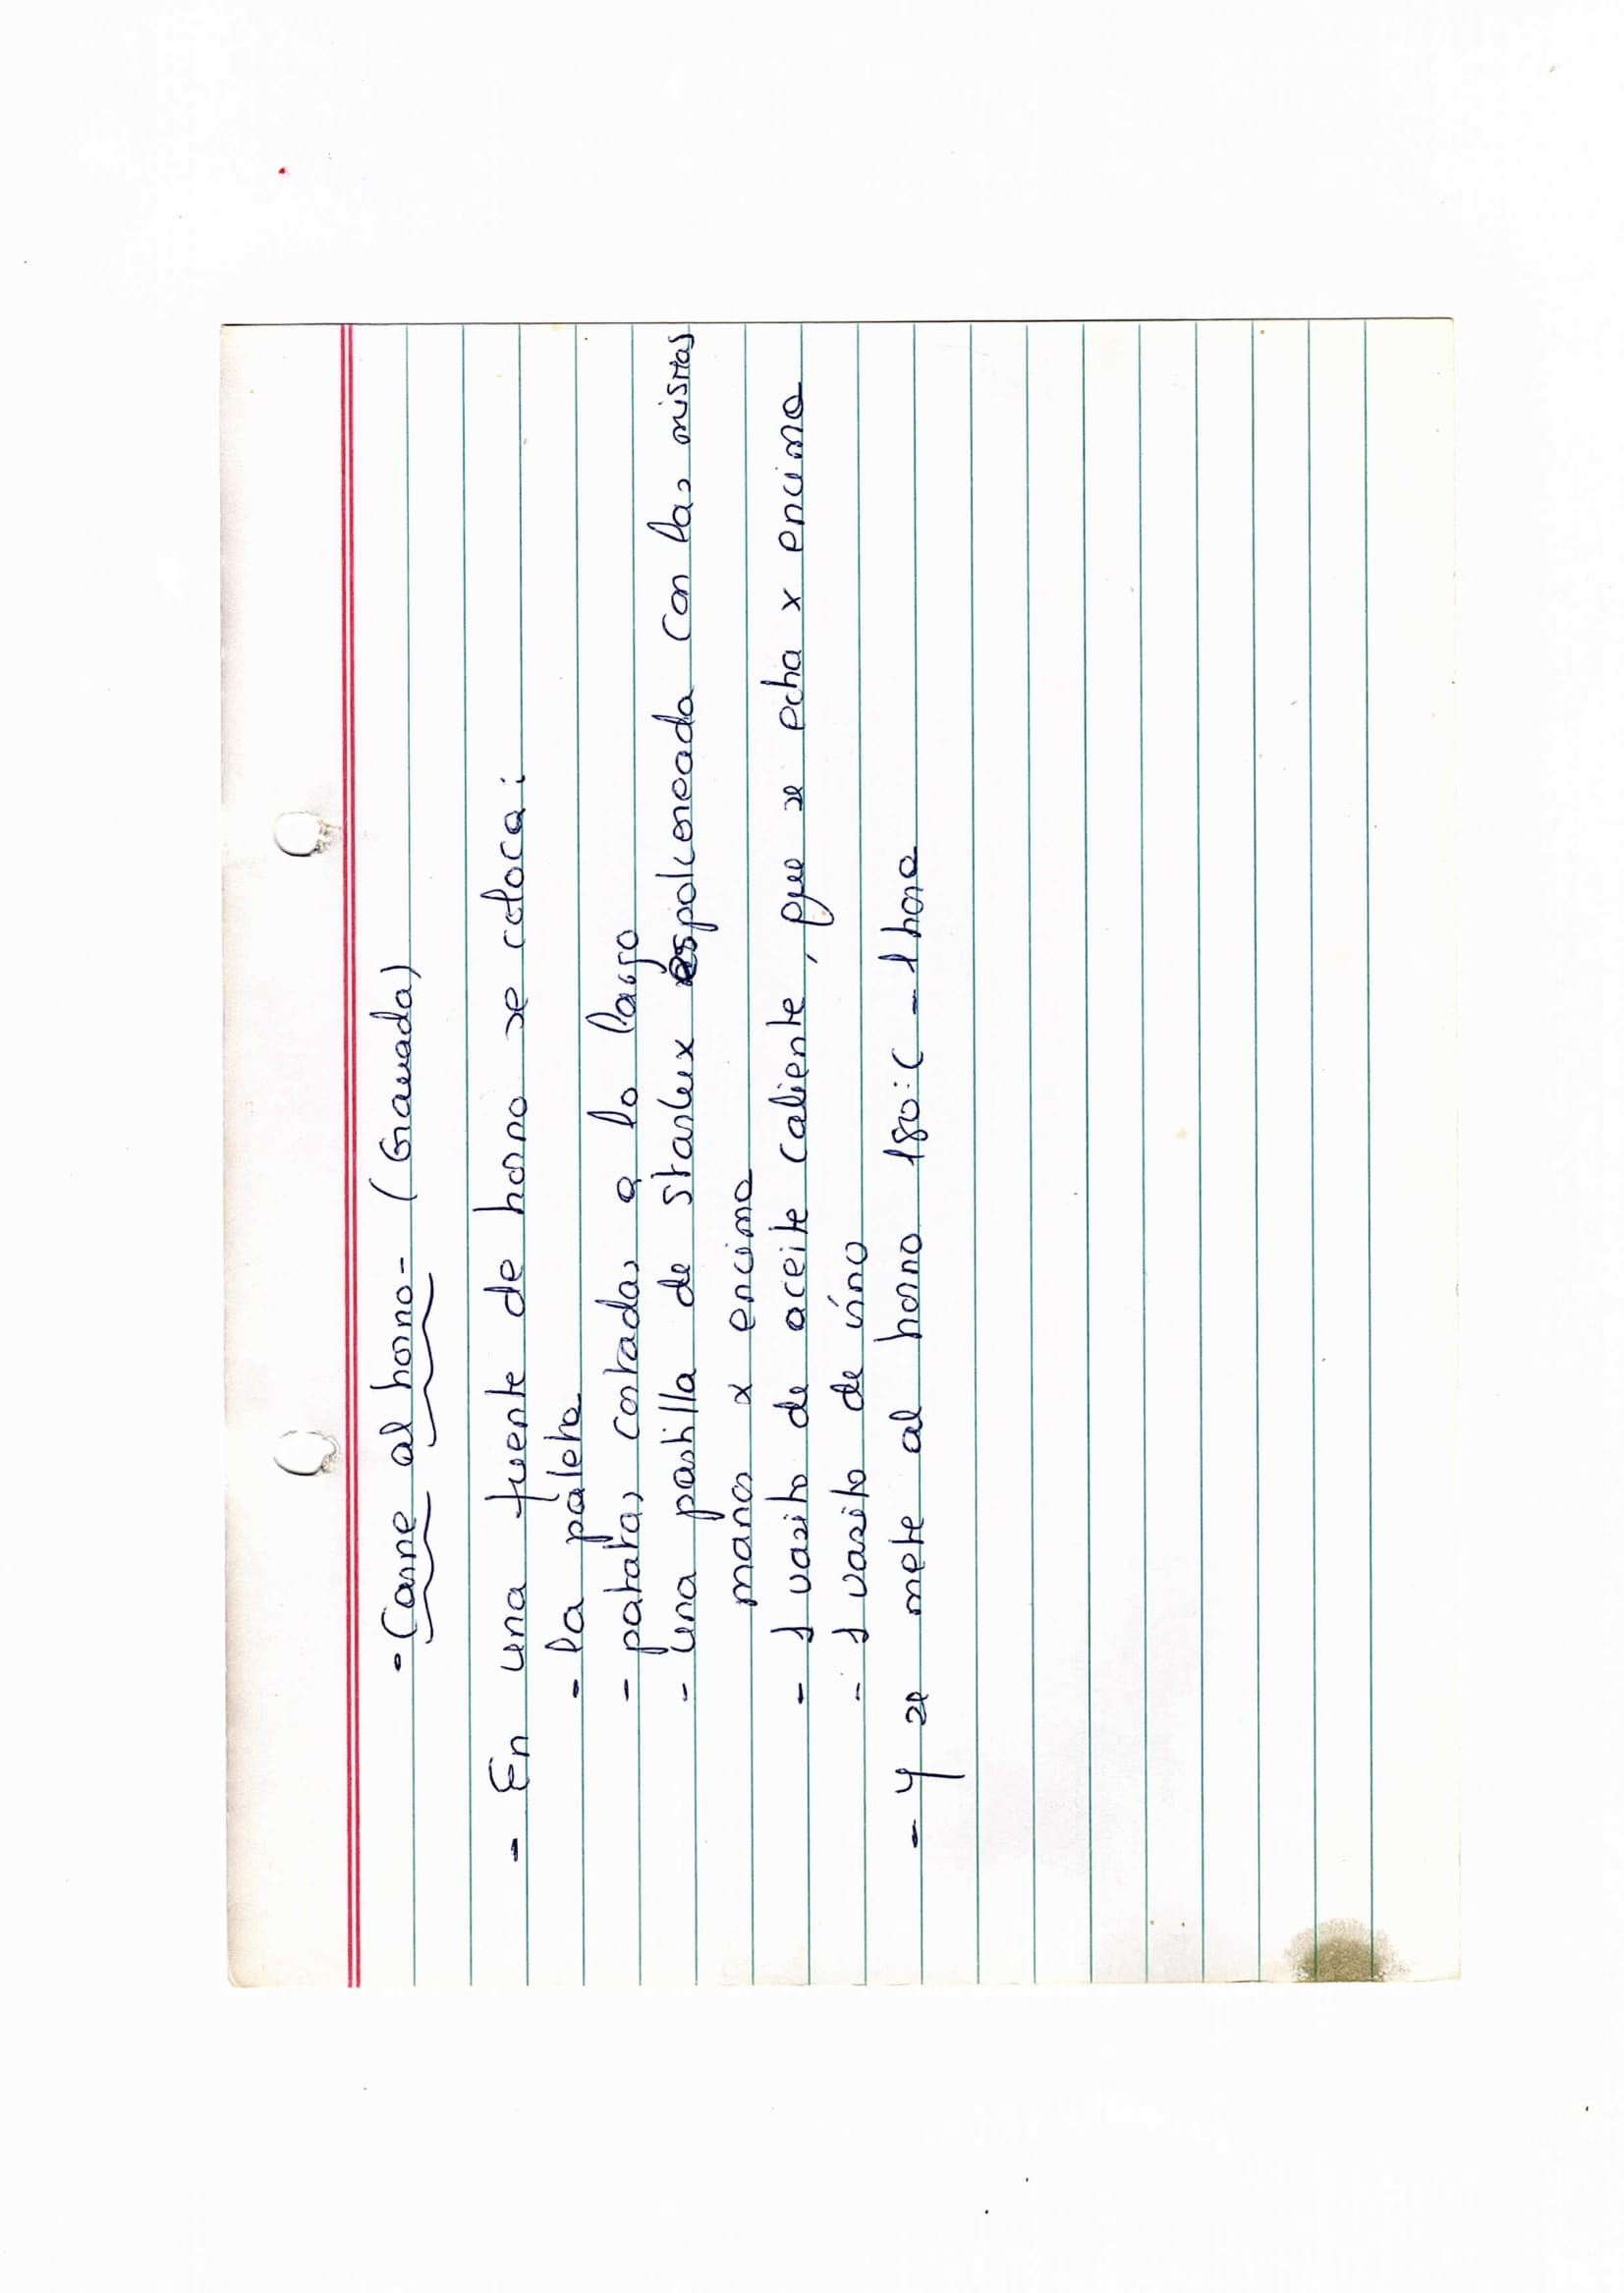 - Carne al horno - (Granada)
- En una fuente de horno se coloca:
- la paleta
- patatas cortadas a lo largo
- una pastilla de starlux espolcoreada con las mismas
manos x encima
- 1 vasito de aceite caliente, que se echa x encima
- 1 vasito de vino
- Y se mete al horno 180ºC - 1 hora